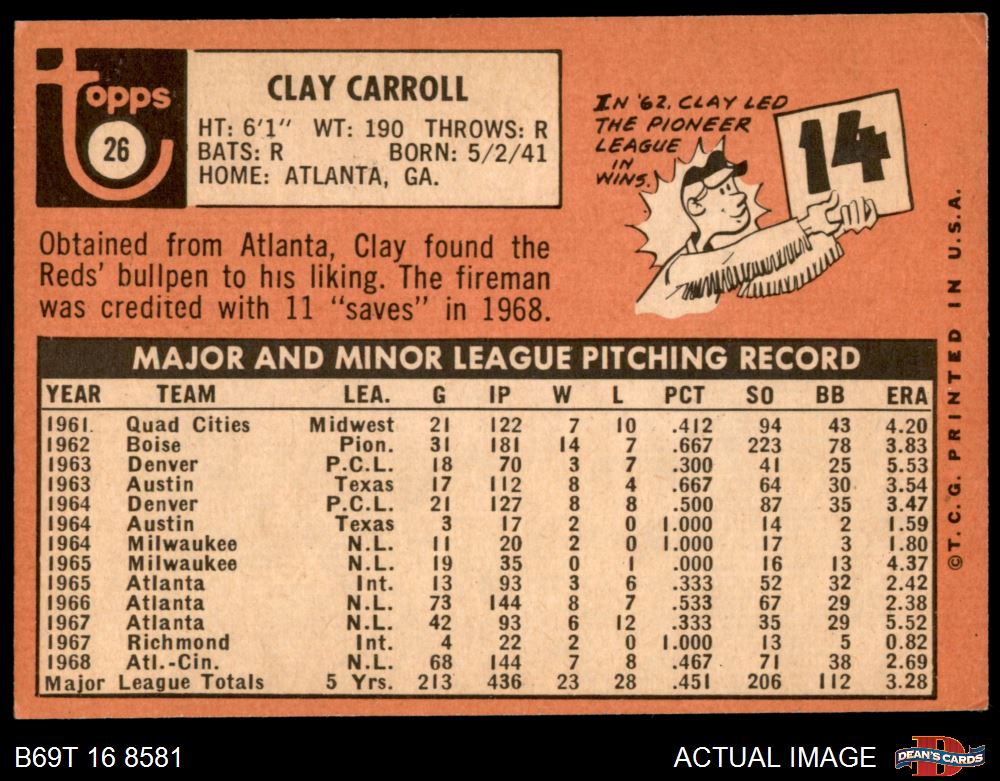 topps
26
CLAY CARROLL
HT: 6'1" WT: 190 THROWS: R
BATS: R BORN: 5/2/41
HOME: ATLANTA, GA.
IN '62, CLAY LED
THE PIONEER
LEAGUE
IN
WINS.
14
Obtained from Atlanta, Clay found the
Reds' bullpen to his liking. The fireman
was credited with 11 "saves" in 1968.
MAJOR AND MINOR LEAGUE PITCHING RECORD
YEAR TEAM LEA. G IP W L PCT SO BB ERA
1961. Quad Cities Midwest 21 122 7 10 .412 94 43 4.20
1962 Boise Pion. 31 181 14 7 .667 223 78 3.83
1963 Denver P.C.L. 18 70 3 7 .300 41 25 5.53
1963 Austin Texas 17 112 8 4 .667 64 30 3.54
1964 Denver P.C.L. 21 127 8 8 .500 87 35 3.47
1964 Austin Texas 3 17 2 0 1.000 14 2 1.59
1964 Milwaukee N.L. 11 20 2 0 1.000 17 3 1.80
1965 Milwaukee N.L. 19 35 0 1 .000 16 13 4.37
1965 Atlanta Int. 13 93 3 6 .333 52 32 2.42
1966 Atlanta N.L. 73 144 8 7 .533 67 29 2.38
1967 Atlanta N.L. 42 93 6 12 .333 35 29 5.52
1967 Richmond Int. 4 22 2 0 1.000 13 5 0.82
1968 Atl.-Cin. N.L. 68 144 7 8 .467 71 38 2.69
Major League Totals 5 Yrs. 213 436 23 28 .451 206 112 3.28
©T.C.G. PRINTED IN U.S.A.
B69T 16 8581
ACTUAL IMAGE
D
DEAN'S CARDS